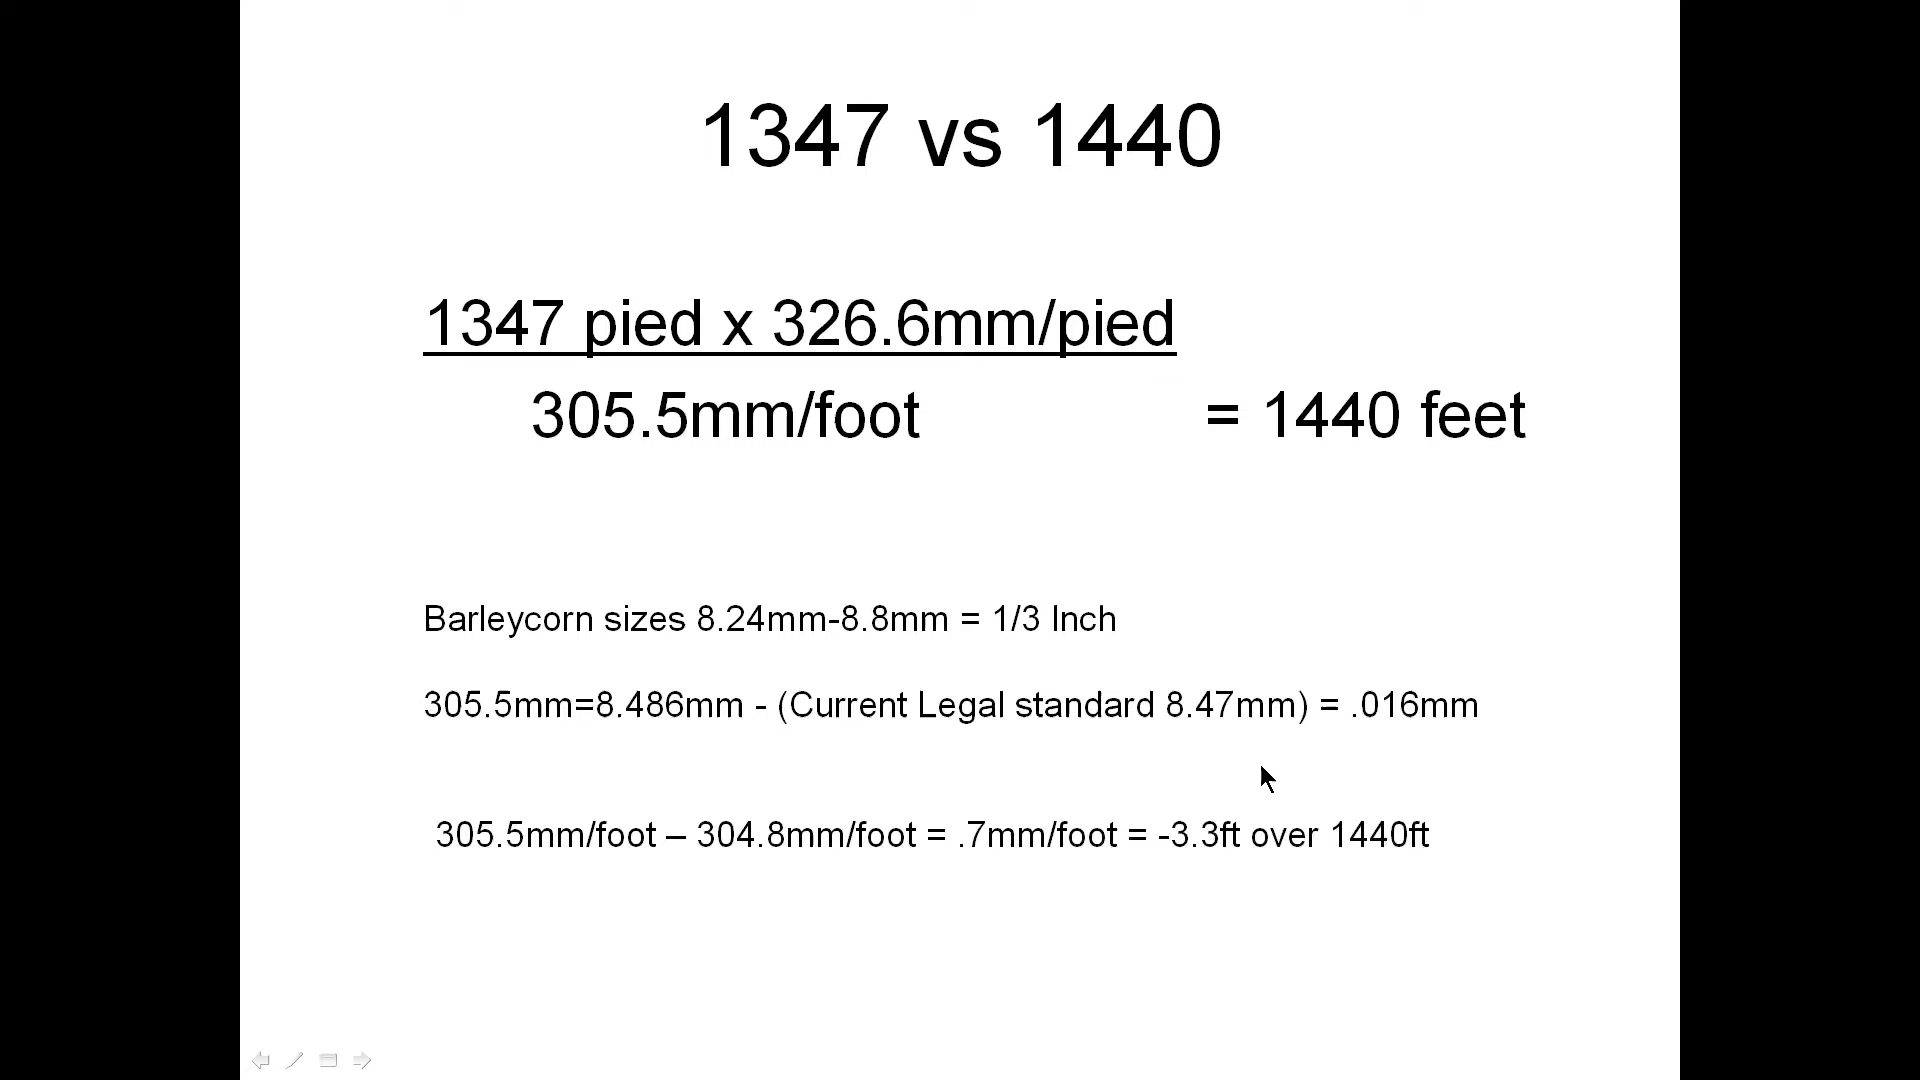 1347 vs 1440
1347 pied x 326.6mm/pied
305.5mm/foot = 1440 feet
Barleycorn sizes 8.24mm-8.8mm = 1/3 Inch
305.5mm=8.486mm - (Current Legal standard 8.47mm) = .016mm
305.5mm/foot – 304.8mm/foot = .7mm/foot = -3.3ft over 1440ft